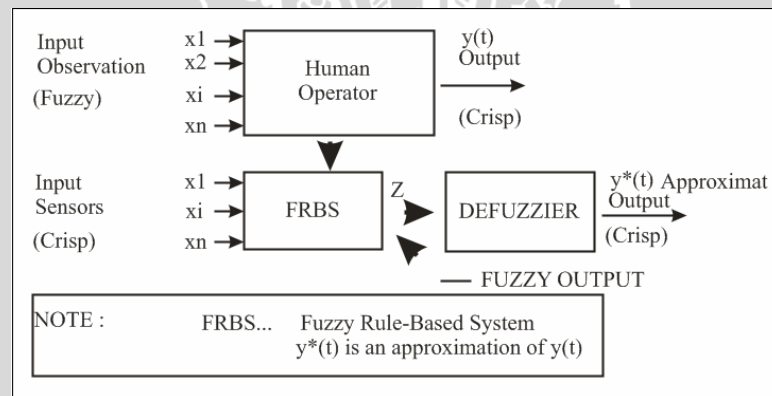 Input
Observation
(Fuzzy)
x1
x2
xi
xn
Human
Operator
y(t)
Output
(Crisp)
Input
Sensors
(Crisp)
x1
xi
xn
FRBS
Z
DEFUZZIER
y*(t) Approximat
Output
(Crisp)
FUZZY OUTPUT
NOTE : FRBS... Fuzzy Rule-Based System
y*(t) is an approximation of y(t)